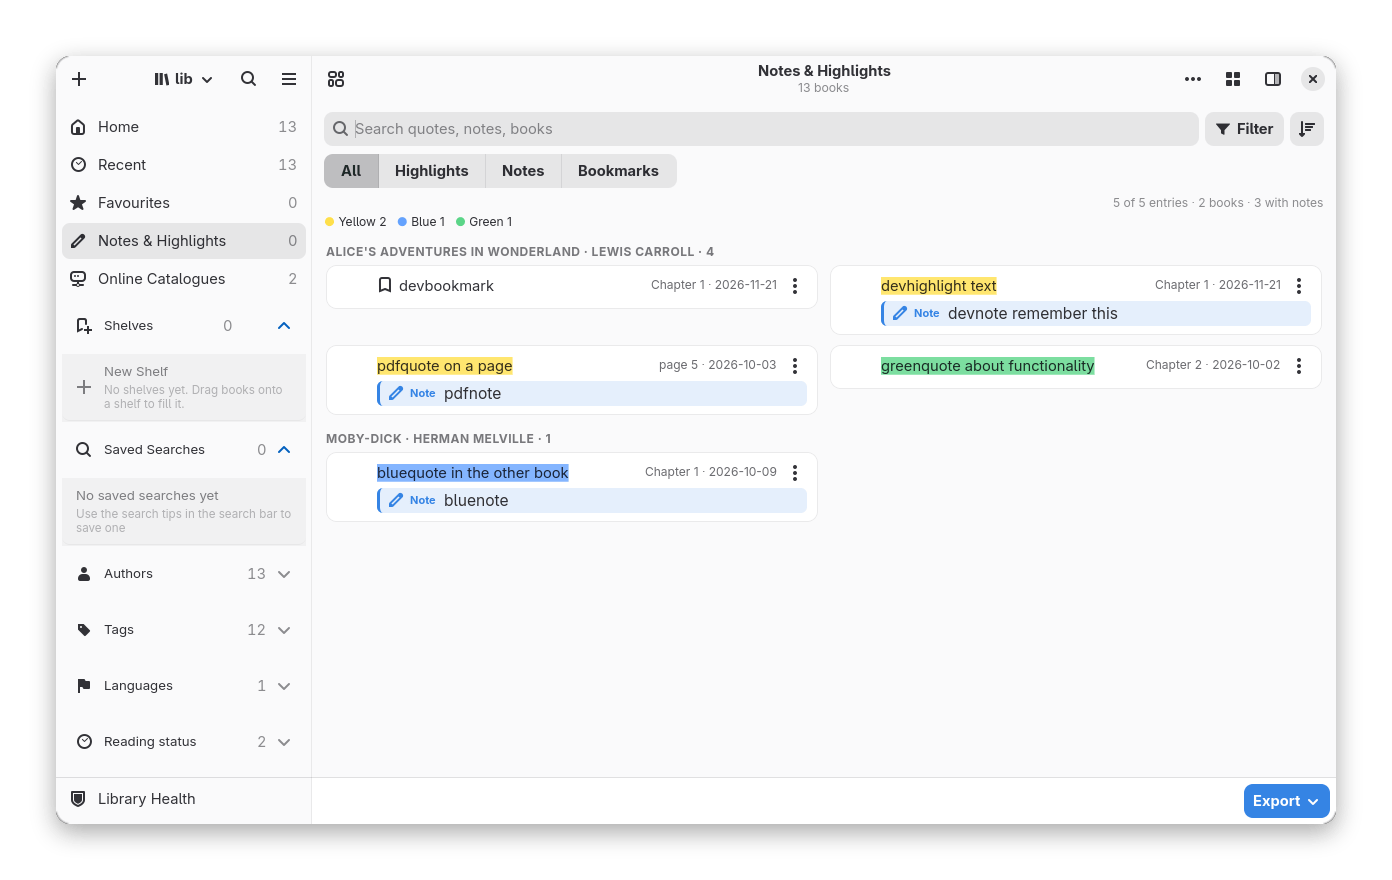 lib
Home 13
Recent 13
Favourites 0
Notes & Highlights 0
Online Catalogues 2
Shelves 0
New Shelf
No shelves yet. Drag books onto
a shelf to fill it.
Saved Searches 0
No saved searches yet
Use the search tips in the search bar to
save one
Authors 13
Tags 12
Languages 1
Reading status 2
Library Health
Notes & Highlights
13 books
Search quotes, notes, books
Filter
All Highlights Notes Bookmarks
5 of 5 entries · 2 books · 3 with notes
Yellow 2 Blue 1 Green 1
ALICE'S ADVENTURES IN WONDERLAND · LEWIS CARROLL · 4
devbookmark Chapter 1 · 2026-11-21
devhighlight text Chapter 1 · 2026-11-21
Note devnote remember this
pdfquote on a page page 5 · 2026-10-03
Note pdfnote
greenquote about functionality Chapter 2 · 2026-10-02
MOBY-DICK · HERMAN MELVILLE · 1
bluequote in the other book Chapter 1 · 2026-10-09
Note bluenote
Export